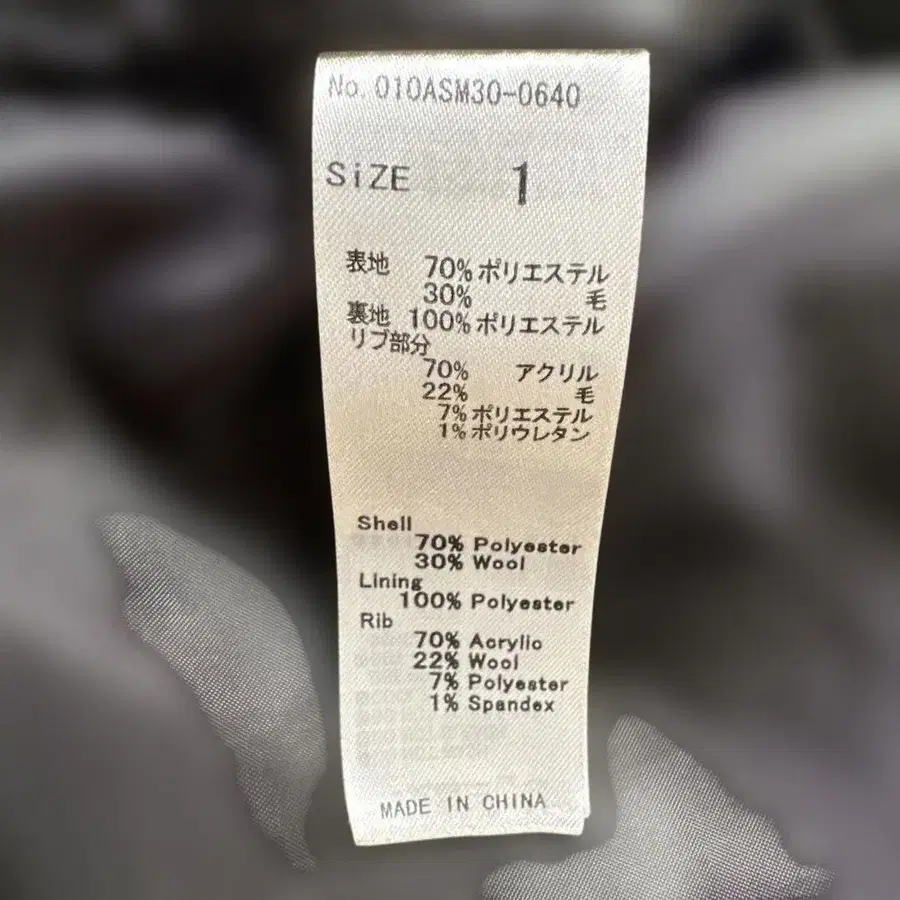 No. 010ASM30-0640
SiZE 1
表地 70% ポリエステル
30% 毛
裏地 100% ポリエステル
リブ部分
70% アクリル
22% 毛
7% ポリエステル
1% ポリウレタン
Shell
70% Polyester
30% Wool
Lining
100% Polyester
Rib
70% Acrylic
22% Wool
7% Polyester
1% Spandex
MADE IN CHINA